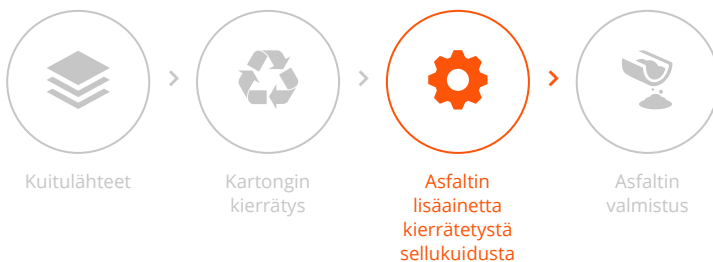 Kuitulähteet
Kartongin
kierrätys
Asfaltin
lisäainetta
kierrätetystä
sellukuidusta
Asfaltin
valmistus